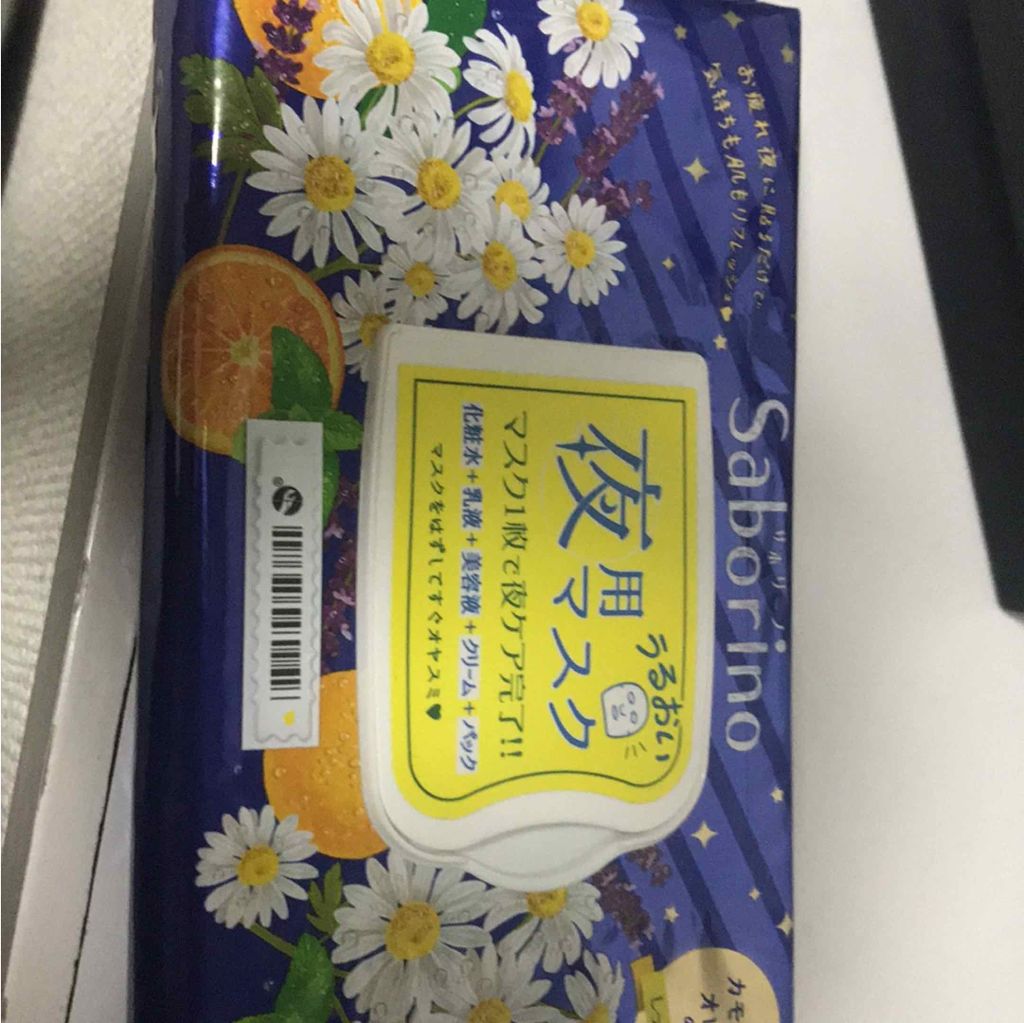 お疲れ夜に貼るだけで
気持ちも肌もリフレッシュ♥
サボリーノ
Saborino
うるおい
夜用
マスク
マスク1枚で夜ケア完了!!
化粧水+乳液+美容液+クリーム+パック
マスクをはずしてすぐオヤスミ♥
カモ
オレ